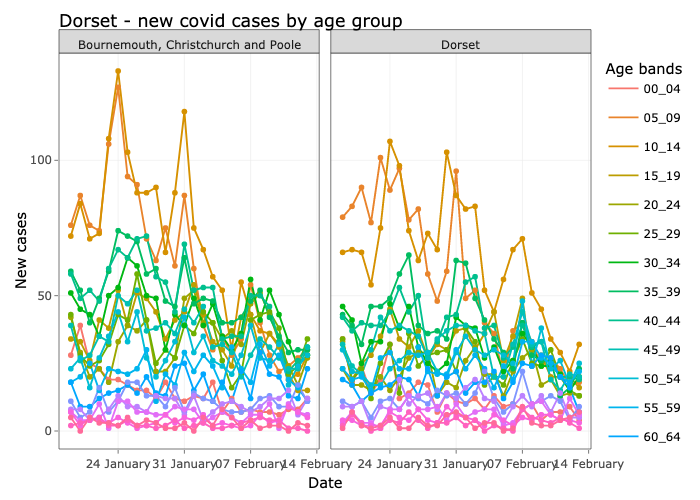 Dorset - new covid cases by age group
Bournemouth, Christchurch and Poole
Dorset
New cases
100
50
0
24 January
31 January
07 February
14 February
24 January
31 January
07 February
14 February
Date
Age bands
00_04
05_09
10_14
15_19
20_24
25_29
30_34
35_39
40_44
45_49
50_54
55_59
60_64